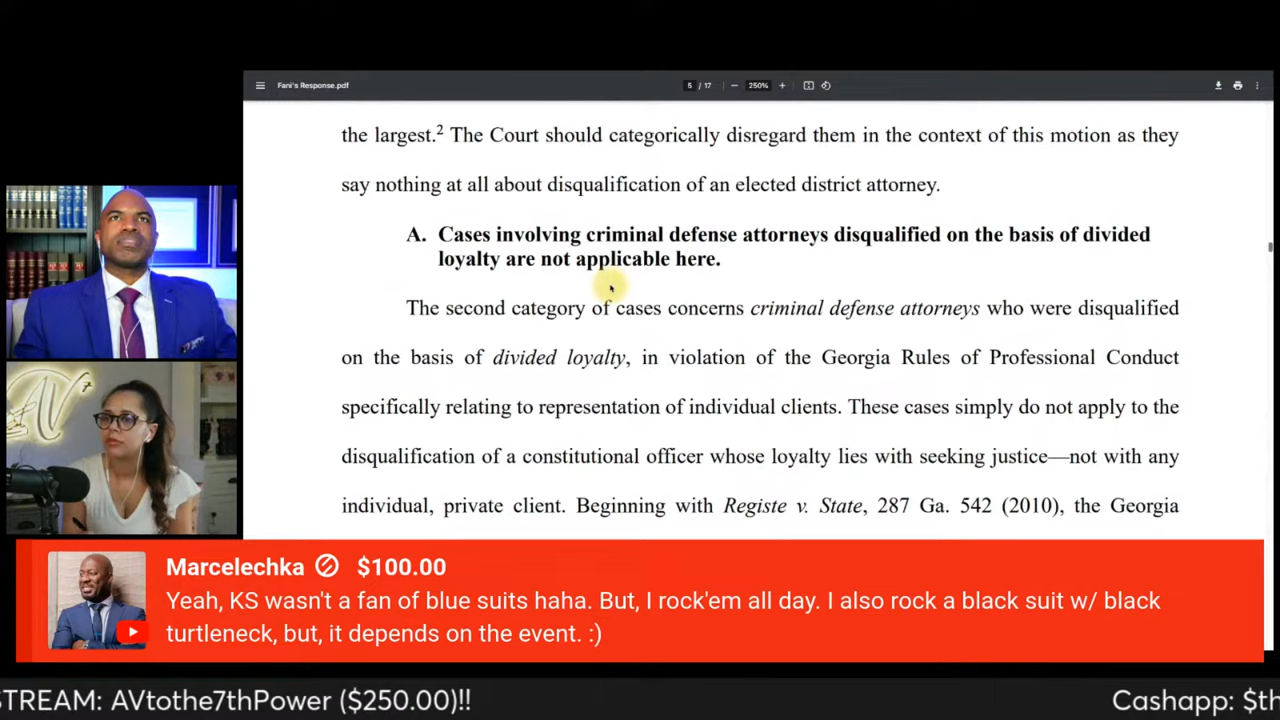 Fani's Response.pdf
5 / 17
250%
the largest.2 The Court should categorically disregard them in the context of this motion as they
say nothing at all about disqualification of an elected district attorney.
A. Cases involving criminal defense attorneys disqualified on the basis of divided
loyalty are not applicable here.
The second category of cases concerns criminal defense attorneys who were disqualified
on the basis of divided loyalty, in violation of the Georgia Rules of Professional Conduct
specifically relating to representation of individual clients. These cases simply do not apply to the
disqualification of a constitutional officer whose loyalty lies with seeking justice—not with any
individual, private client. Beginning with Registe v. State, 287 Ga. 542 (2010), the Georgia
AV7
Marcelechka $100.00
Yeah, KS wasn't a fan of blue suits haha. But, I rock'em all day. I also rock a black suit w/ black
turtleneck, but, it depends on the event. :)
STREAM: AVtothe7thPower ($250.00)!! Cashapp: $th